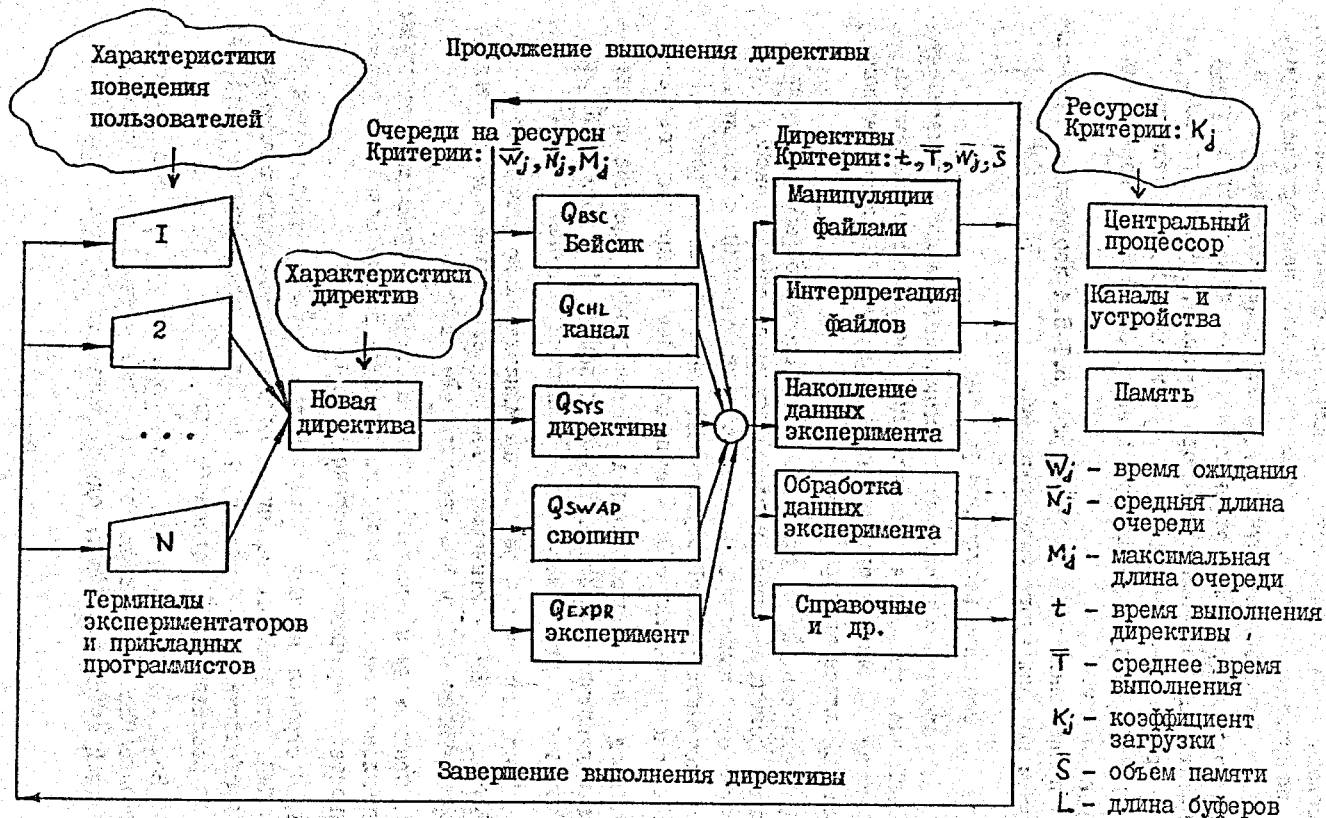 Характеристики
поведения
пользователей
Продолжение выполнения директивы
Ресурсы
Критерии: Kj
Очереди на ресурсы
Критерии: W̅j, N̅j, M̅j
Директивы
Критерии: t, T̅, W̅j, S̅
I
2
...
N
Терминалы
экспериментаторов
и прикладных
программистов
Характеристики
директив
Новая
директива
QBSC
Бейсик
QCHL
канал
QSYS
директивы
QSWAP
свопинг
QEXPR
эксперимент
Манипуляции
файлами
Интерпретация
файлов
Накопление
данных
эксперимента
Обработка
данных
эксперимента
Справочные
и др.
Центральный
процессор
Каналы и
устройства
Память
W̅j - время ожидания
N̅j - средняя длина
очереди
Mj - максимальная
длина очереди
t - время выполнения
директивы
T̅ - среднее время
выполнения
Kj - коэффициент
загрузки
S̅ - объем памяти
L - длина буферов
Завершение выполнения директивы